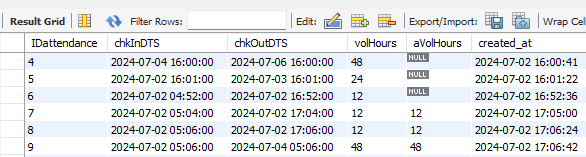 Result Grid Filter Rows: Edit: Export/Import: Wrap Cel
IDattendance chkInDTS chkOutDTS volHours aVolHours created_at
4 2024-07-04 16:00:00 2024-07-06 16:00:00 48 NULL 2024-07-02 16:00:41
5 2024-07-02 16:01:00 2024-07-03 16:01:00 24 NULL 2024-07-02 16:01:22
6 2024-07-02 04:52:00 2024-07-02 16:52:00 12 NULL 2024-07-02 16:52:36
7 2024-07-02 05:04:00 2024-07-02 17:04:00 12 12 2024-07-02 17:05:00
8 2024-07-02 05:06:00 2024-07-02 17:06:00 12 12 2024-07-02 17:06:24
9 2024-07-02 05:06:00 2024-07-04 05:06:00 48 48 2024-07-02 17:06:42